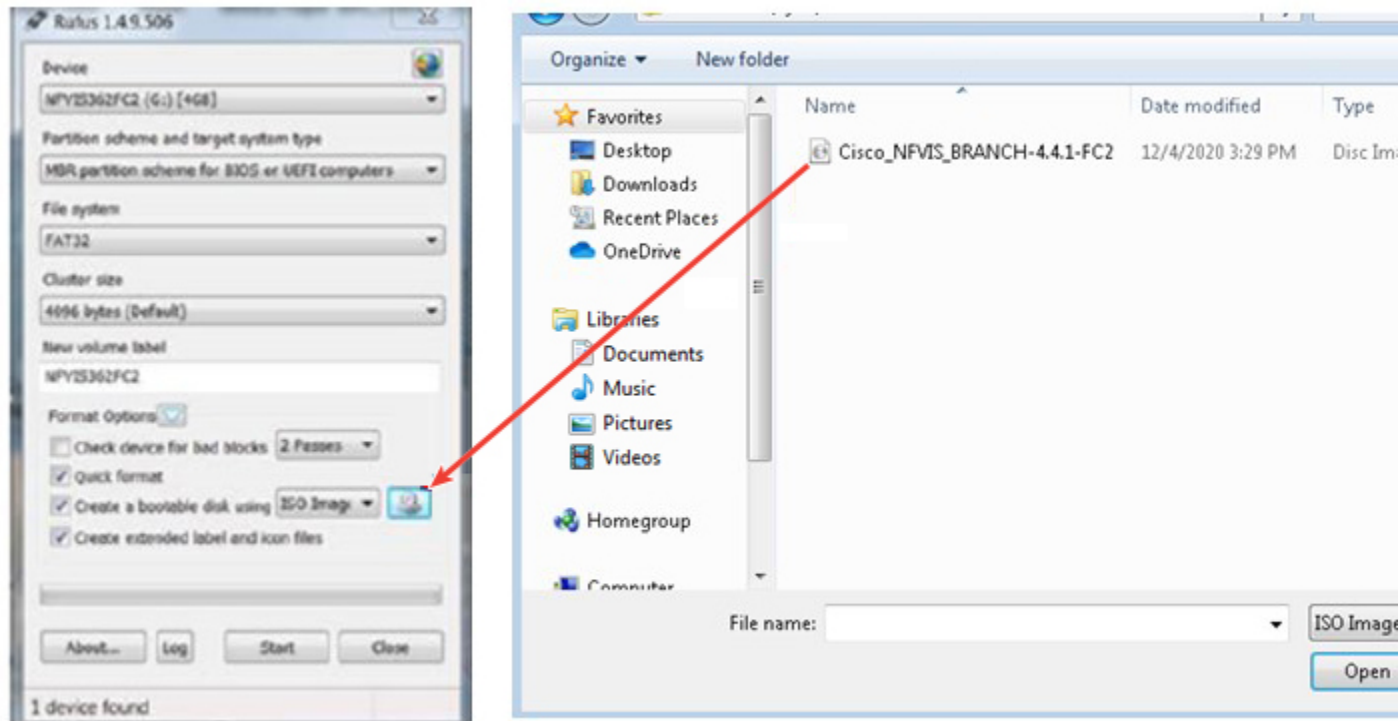 Rufus 1.4.9.506
Device
NFVIS362FC2 (G:) [4GB]
Partition scheme and target system type
MBR partition scheme for BIOS or UEFI computers
File system
FAT32
Cluster size
4096 bytes (Default)
New volume label
NFVIS362FC2
Format Options
Check device for bad blocks 2 Passes
Quick format
Create a bootable disk using ISO Imag
Create extended label and icon files
About... Log Start Close
1 device found
Organize New folder
Favorites
Desktop
Downloads
Recent Places
OneDrive
Libraries
Documents
Music
Pictures
Videos
Homegroup
Computer
Name Date modified Type
Cisco_NFVIS_BRANCH-4.4.1-FC2 12/4/2020 3:29 PM Disc Ima
File name: ISO Image
Open